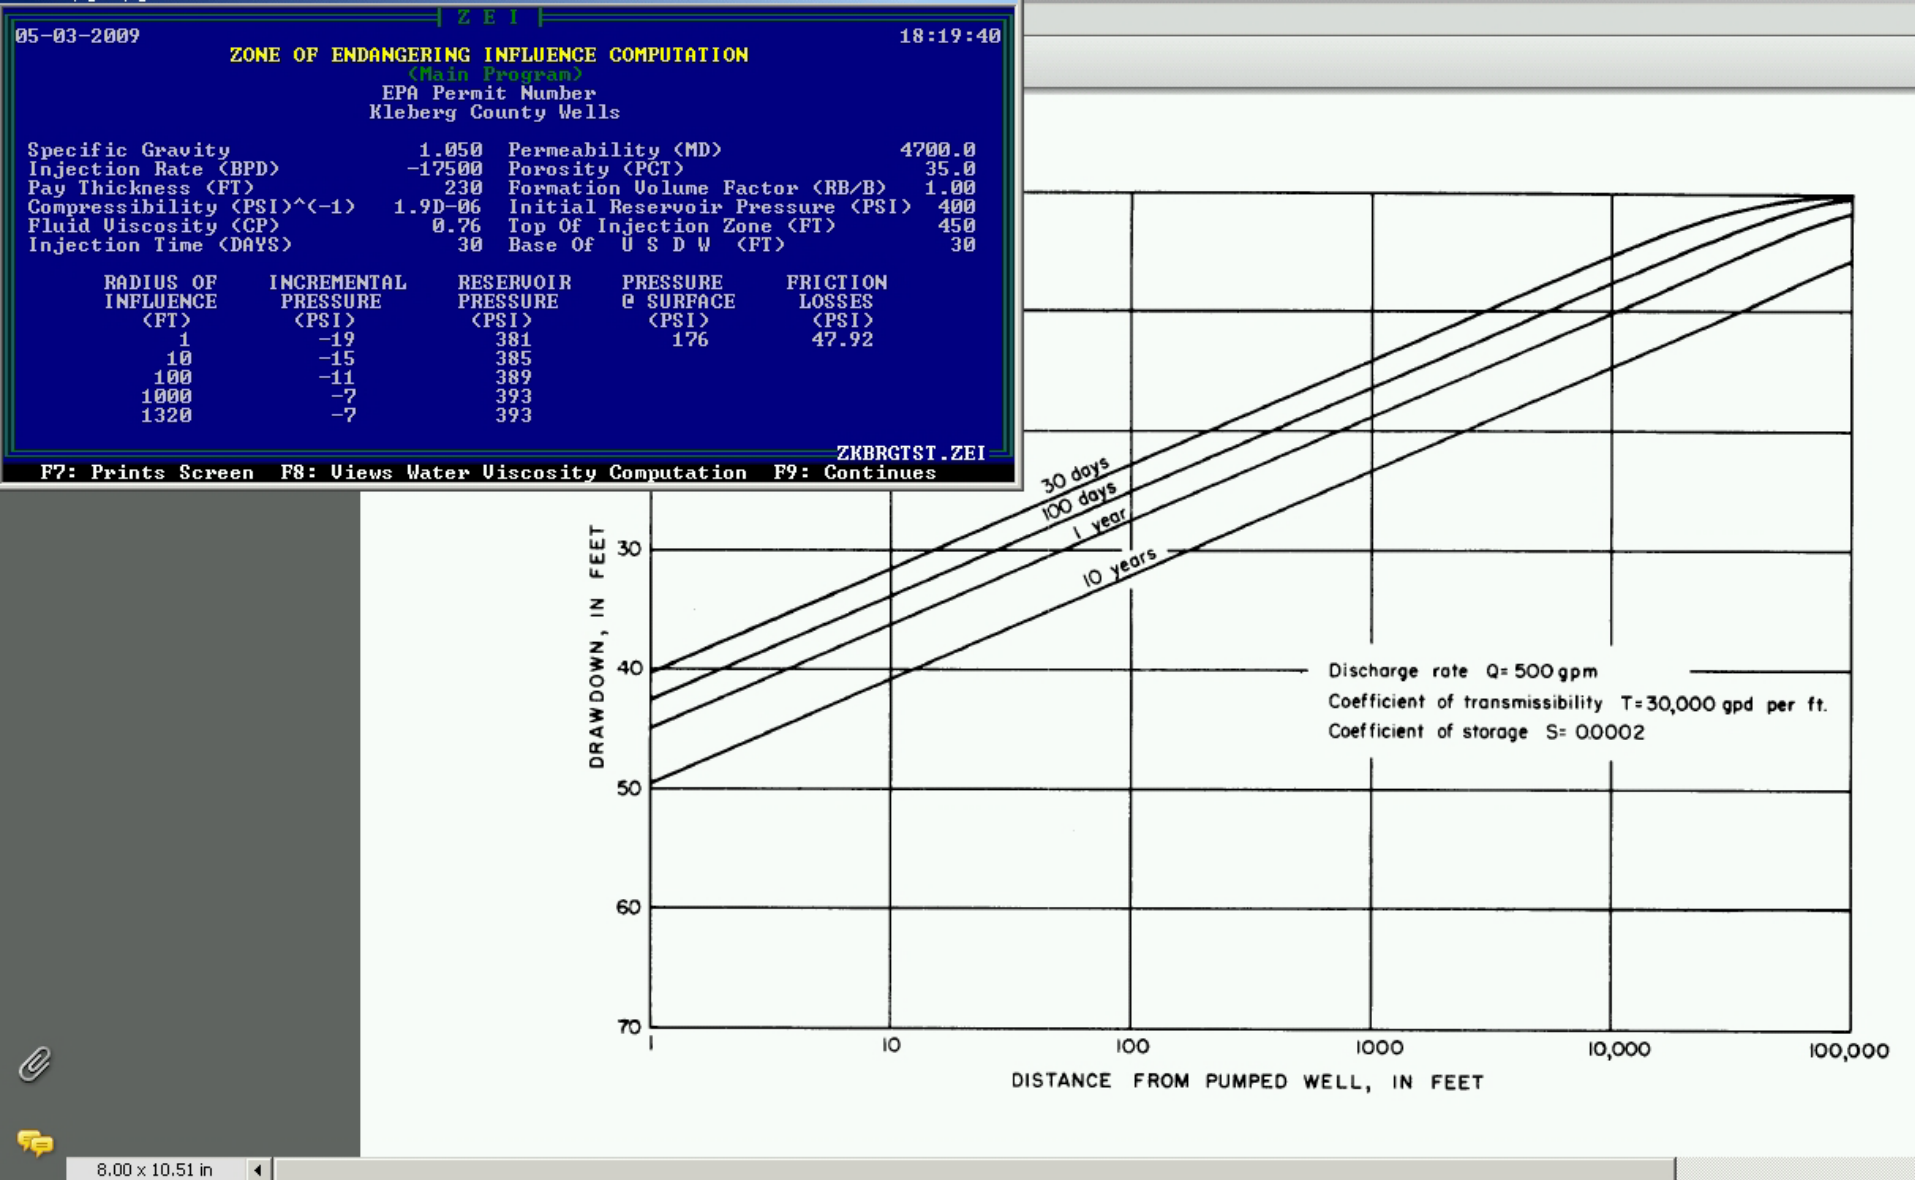 Z E I
05-03-2009 18:19:40
ZONE OF ENDANGERING INFLUENCE COMPUTATION
(Main Program)
EPA Permit Number
Kleberg County Wells
Specific Gravity 1.050 Permeability (MD) 4700.0
Injection Rate (BPD) -17500 Porosity (PCT) 35.0
Pay Thickness (FT) 230 Formation Volume Factor (RB/B) 1.00
Compressibility (PSI)^(-1) 1.9D-06 Initial Reservoir Pressure (PSI) 400
Fluid Viscosity (CP) 0.76 Top Of Injection Zone (FT) 450
Injection Time (DAYS) 30 Base Of U S D W (FT) 30
RADIUS OF INCREMENTAL RESERVOIR PRESSURE FRICTION
INFLUENCE PRESSURE PRESSURE @ SURFACE LOSSES
(FT) (PSI) (PSI) (PSI) (PSI)
1 -19 381 176 47.92
10 -15 385
100 -11 389
1000 -7 393
1320 -7 393
ZKBRGTST.ZEI
F7: Prints Screen F8: Views Water Viscosity Computation F9: Continues
30 days
100 days
1 year
10 years
DRAWDOWN, IN FEET
30
40
50
60
70
Discharge rate Q= 500 gpm
Coefficient of transmissibility T= 30,000 gpd per ft.
Coefficient of storage S= 0.0002
1 10 100 1000 10,000 100,000
DISTANCE FROM PUMPED WELL, IN FEET
8.00 x 10.51 in